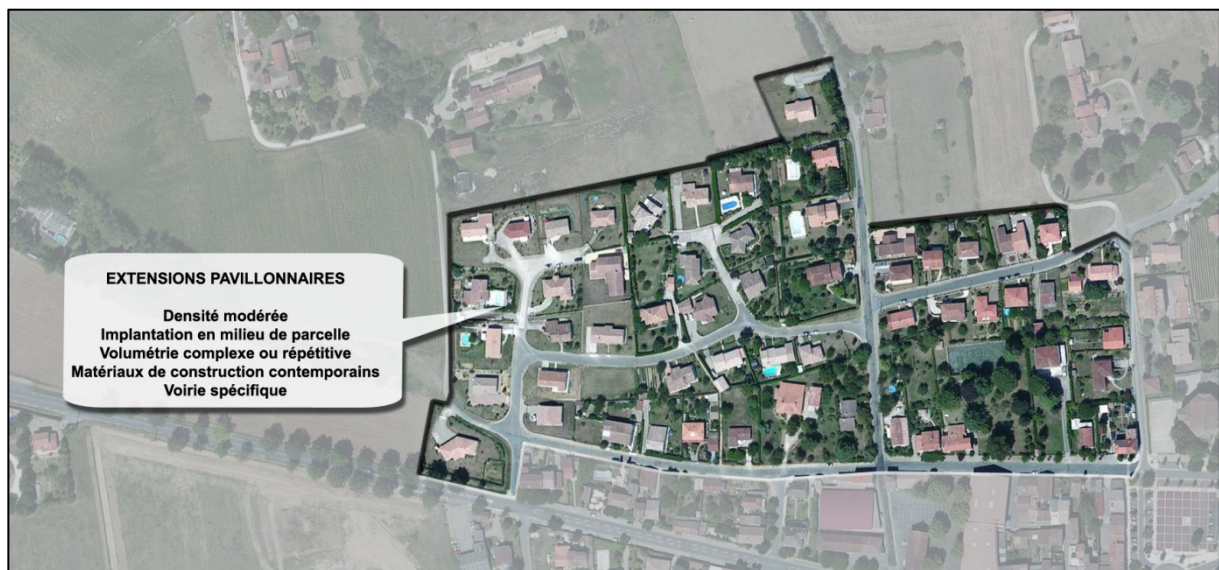 EXTENSIONS PAVILLONNAIRES
Densité modérée
Implantation en milieu de parcelle
Volumétrie complexe ou répétitive
Matériaux de construction contemporains
Voirie spécifique